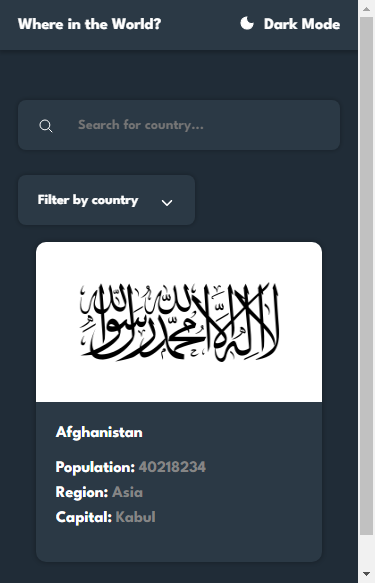 Where in the World?
Dark Mode
Search for country...
Filter by country
لا إله إلا الله محمد رسول الله
Afghanistan
Population: 40218234
Region: Asia
Capital: Kabul